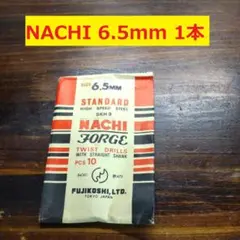 NACHI 6.5mm 1本
6.5MM
STANDARD
HIGH SPEED STEEL
NACHI
FORGE
TWIST DRILLS
WITH STRAIGHT SHANK
PCS 10
FUJIKOSHI, LTD.
TOKYO JAPAN